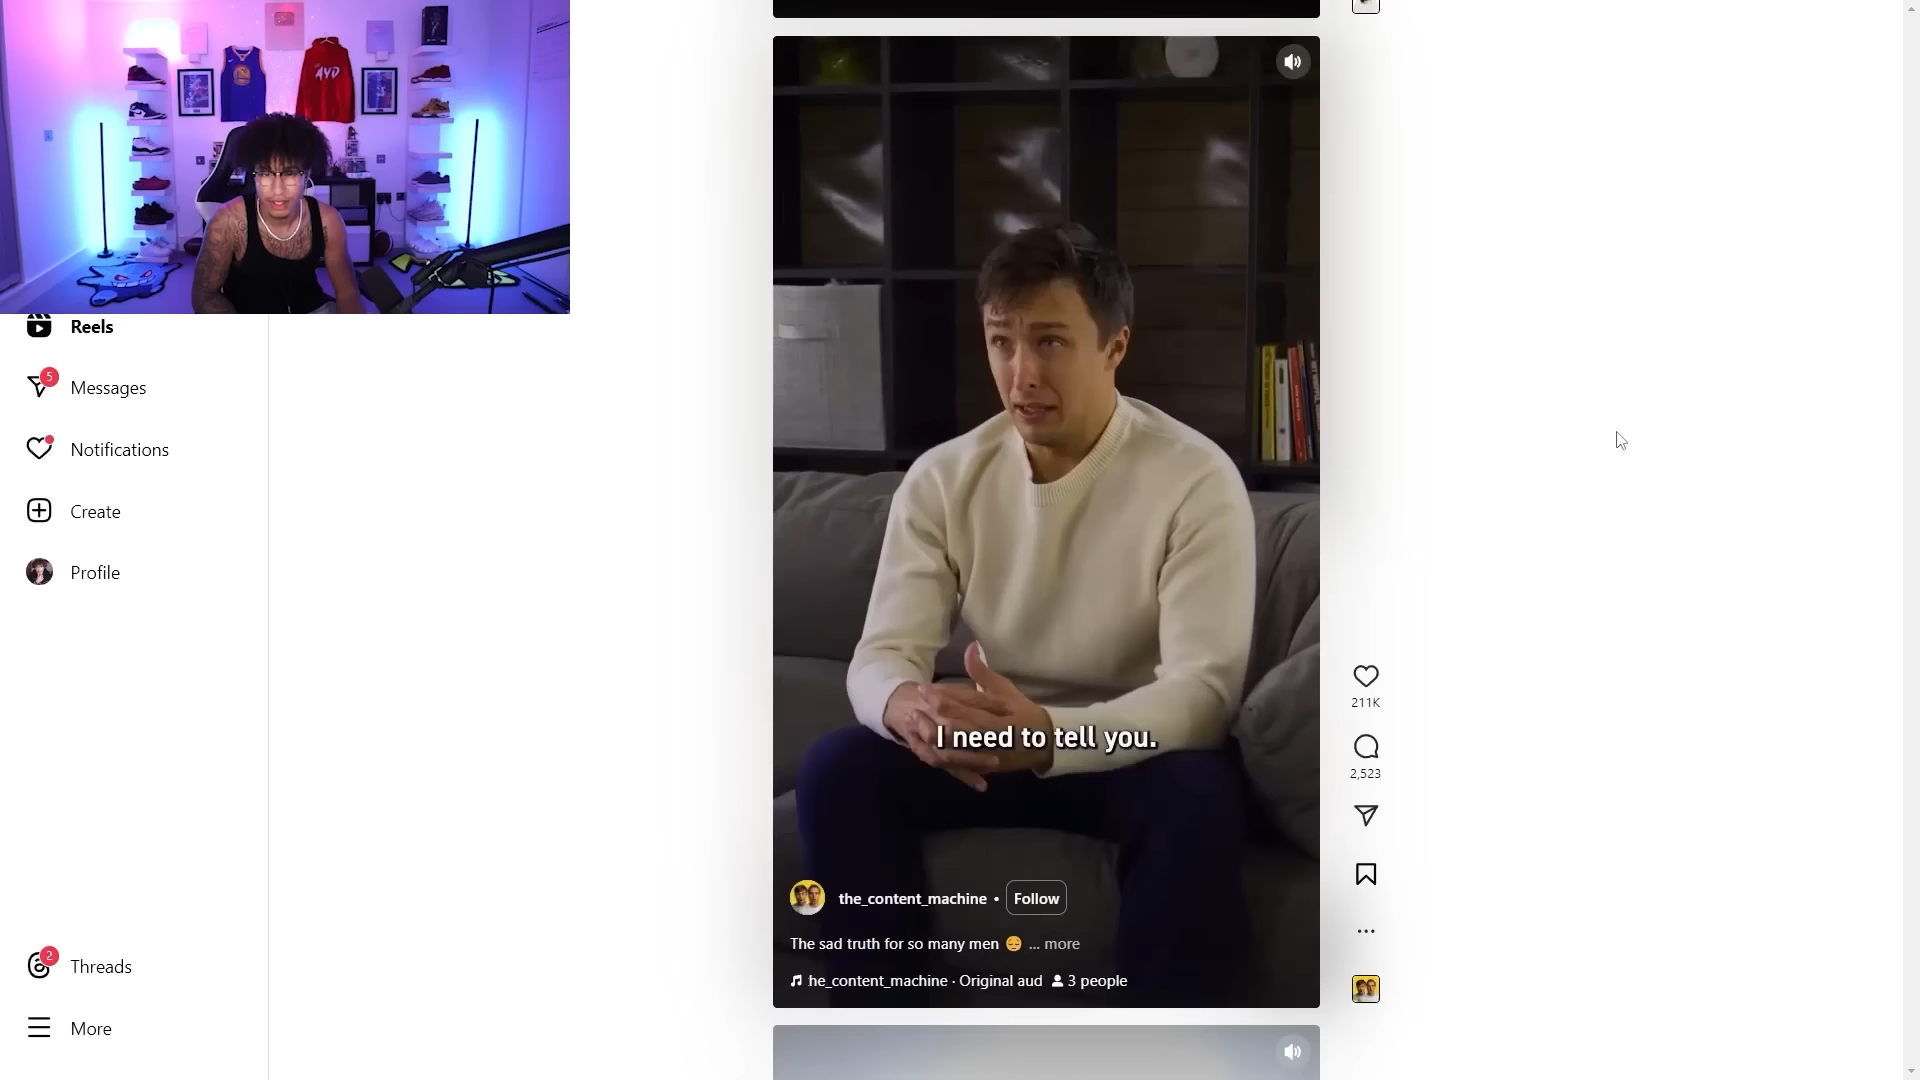 AYD
Reels
5
Messages
Notifications
Create
Profile
2
Threads
More
I need to tell you.
the_content_machine • Follow
The sad truth for so many men 😔 ... more
he_content_machine · Original aud 3 people
211K
2,523